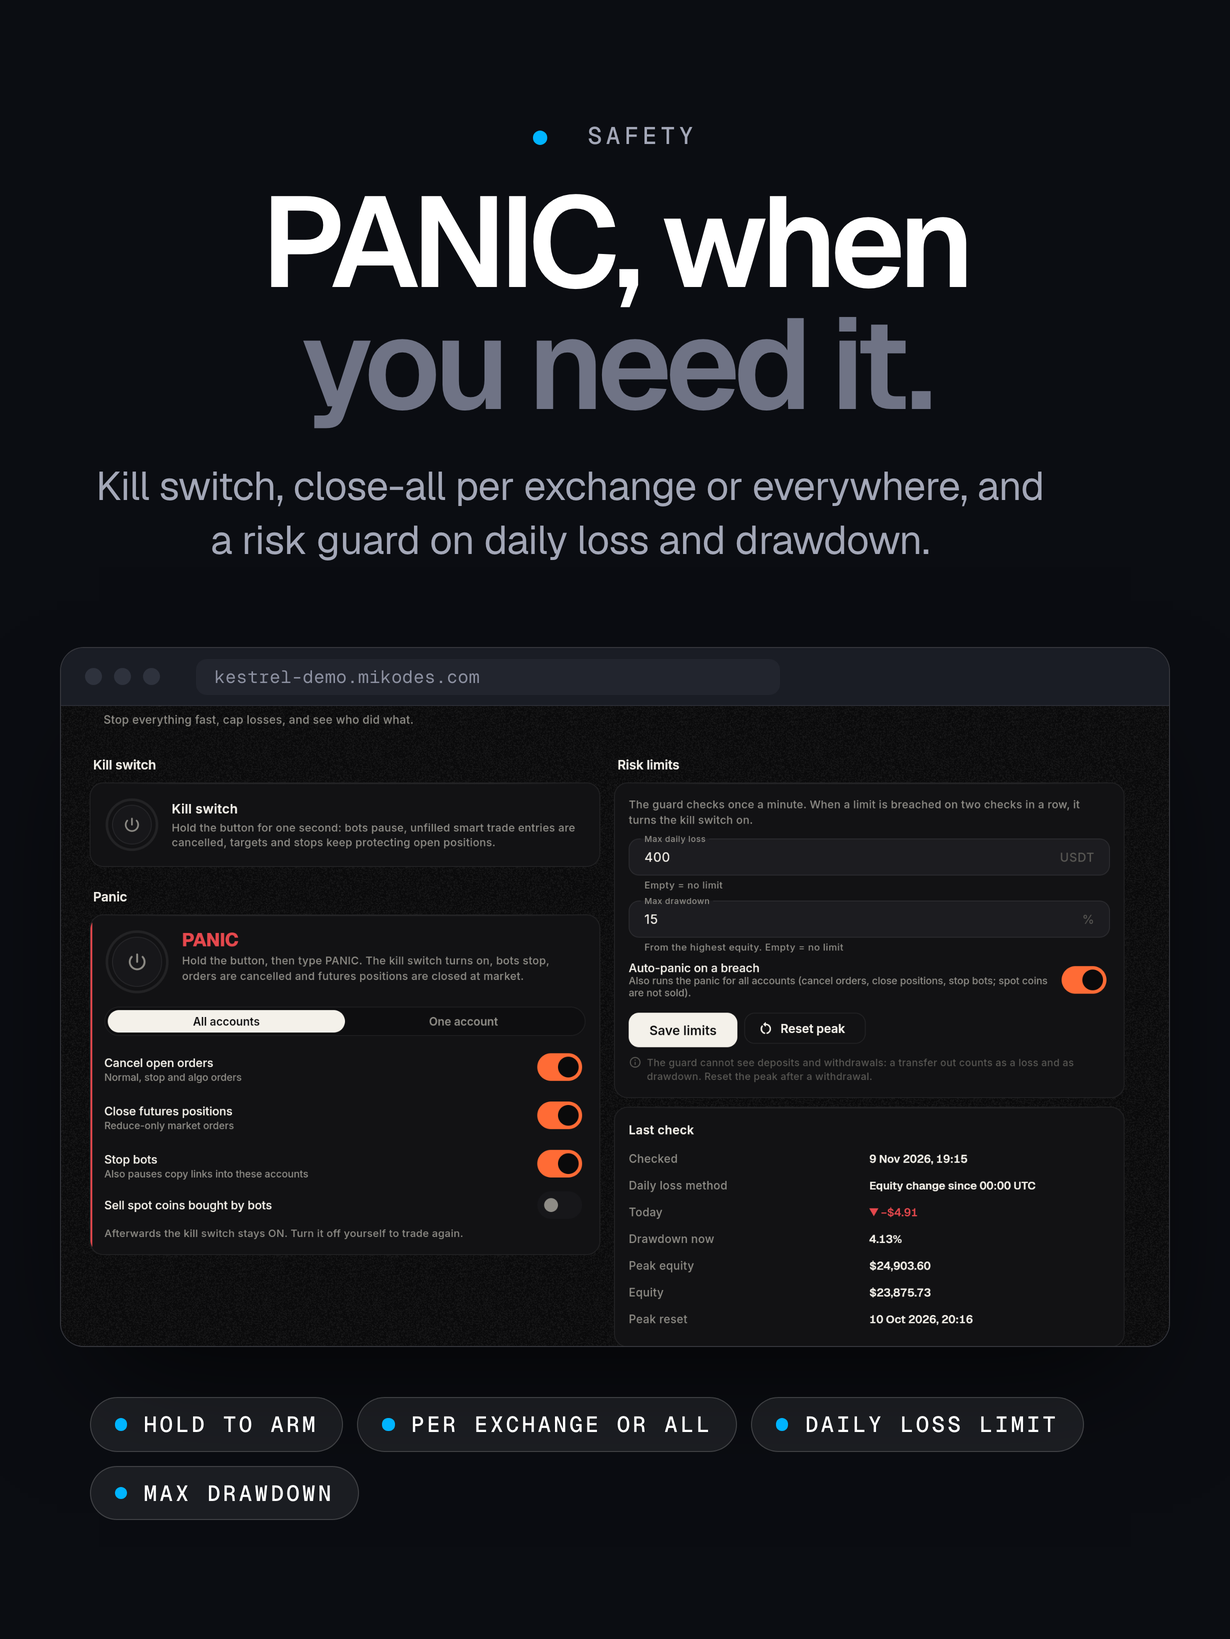 SAFETY
PANIC, when
you need it.
Kill switch, close-all per exchange or everywhere, and
a risk guard on daily loss and drawdown.
kestrel-demo.mikodes.com
Stop everything fast, cap losses, and see who did what.
Kill switch
Kill switch
Hold the button for one second: bots pause, unfilled smart trade entries are
cancelled, targets and stops keep protecting open positions.
Panic
PANIC
Hold the button, then type PANIC. The kill switch turns on, bots stop,
orders are cancelled and futures positions are closed at market.
All accounts
One account
Cancel open orders
Normal, stop and algo orders
Close futures positions
Reduce-only market orders
Stop bots
Also pauses copy links into these accounts
Sell spot coins bought by bots
Afterwards the kill switch stays ON. Turn it off yourself to trade again.
Risk limits
The guard checks once a minute. When a limit is breached on two checks in a row, it
turns the kill switch on.
Max daily loss
400 USDT
Empty = no limit
Max drawdown
15 %
From the highest equity. Empty = no limit
Auto-panic on a breach
Also runs the panic for all accounts (cancel orders, close positions, stop bots; spot coins
are not sold).
Save limits
Reset peak
The guard cannot see deposits and withdrawals: a transfer out counts as a loss and as
drawdown. Reset the peak after a withdrawal.
Last check
Checked 9 Nov 2026, 19:15
Daily loss method Equity change since 00:00 UTC
Today ▼ −$4.91
Drawdown now 4.13%
Peak equity $24,903.60
Equity $23,875.73
Peak reset 10 Oct 2026, 20:16
HOLD TO ARM
PER EXCHANGE OR ALL
DAILY LOSS LIMIT
MAX DRAWDOWN